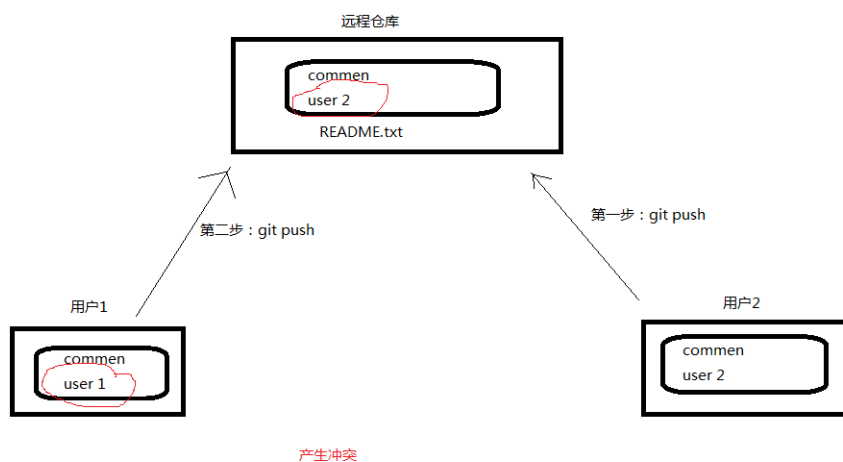 远程仓库
commen
user 2
README.txt
第二步：git push
第一步：git push
用户1
commen
user 1
用户2
commen
user 2
产生冲突